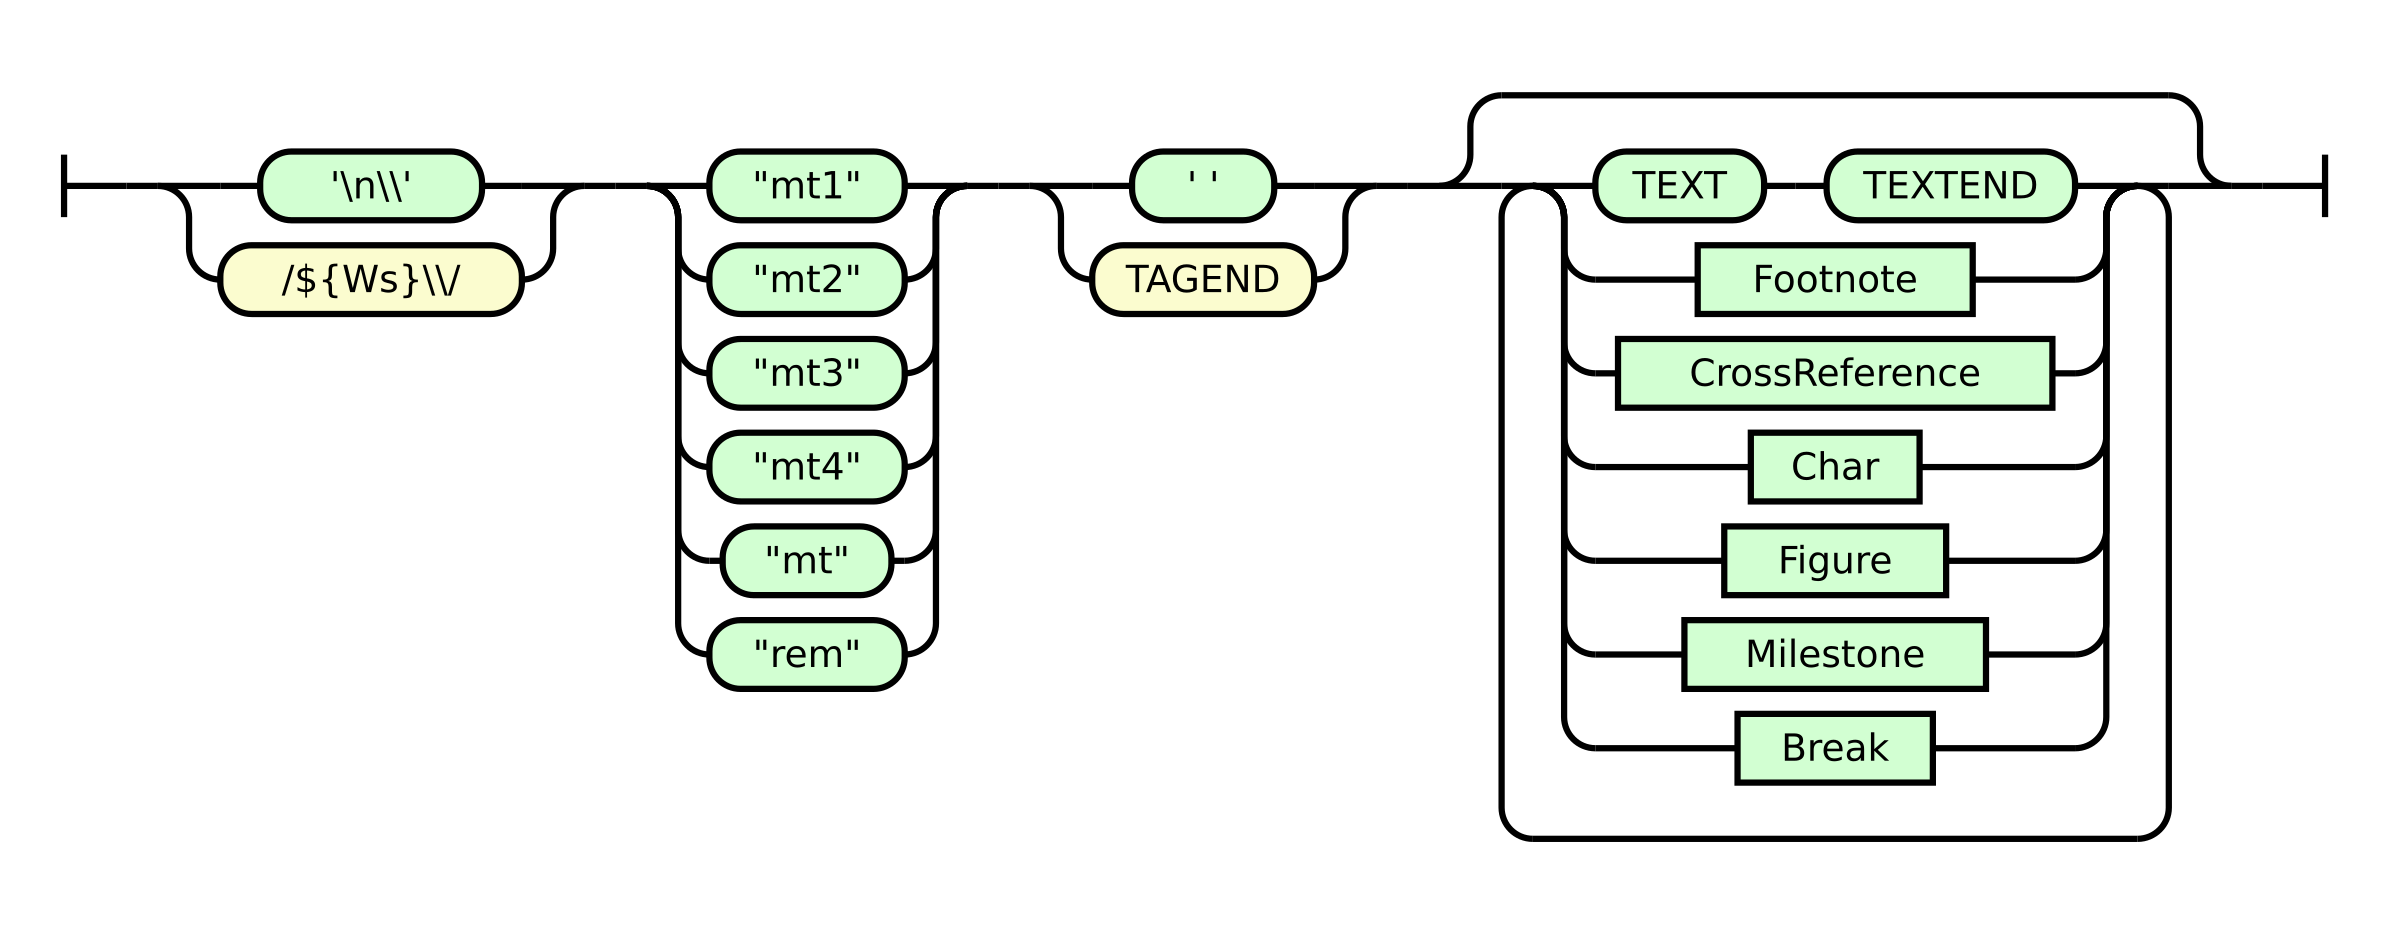 '\n\\'
/${Ws}\\/
"mt1"
"mt2"
"mt3"
"mt4"
"mt"
"rem"
' '
TAGEND
TEXT TEXTEND
Footnote
CrossReference
Char
Figure
Milestone
Break